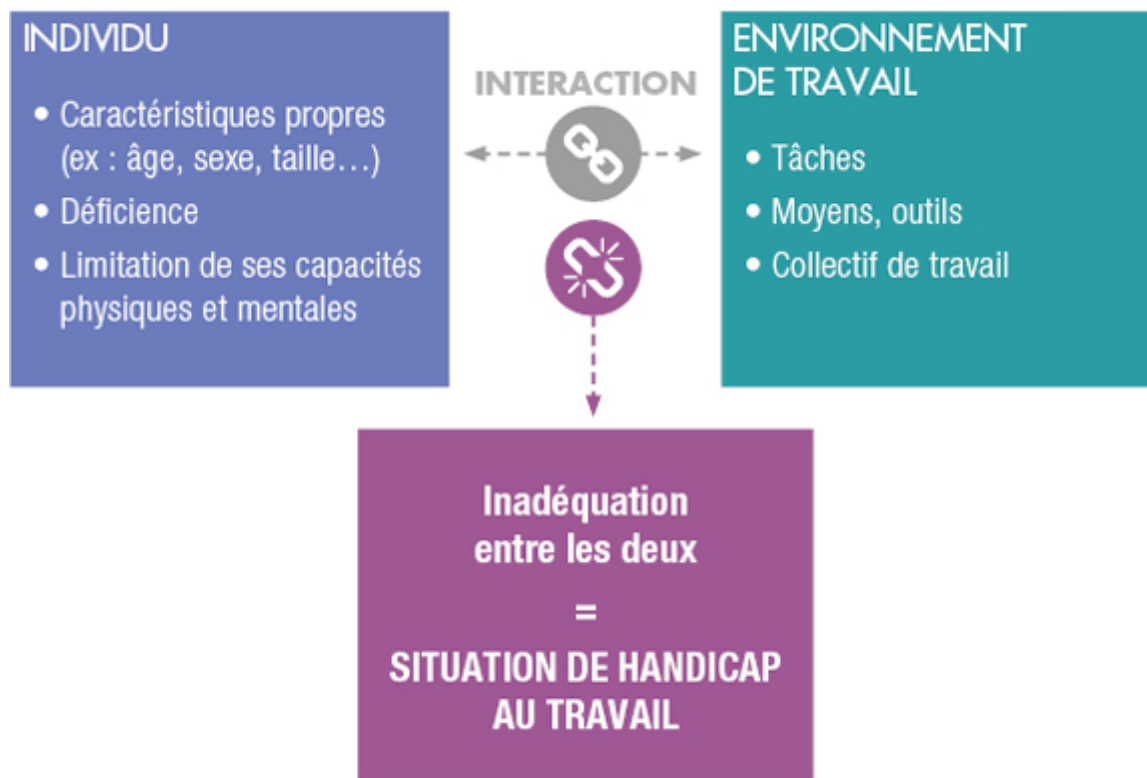 INDIVIDU
• Caractéristiques propres
(ex : âge, sexe, taille…)
• Déficience
• Limitation de ses capacités
physiques et mentales
INTERACTION
ENVIRONNEMENT
DE TRAVAIL
• Tâches
• Moyens, outils
• Collectif de travail
Inadéquation
entre les deux
=
SITUATION DE HANDICAP
AU TRAVAIL